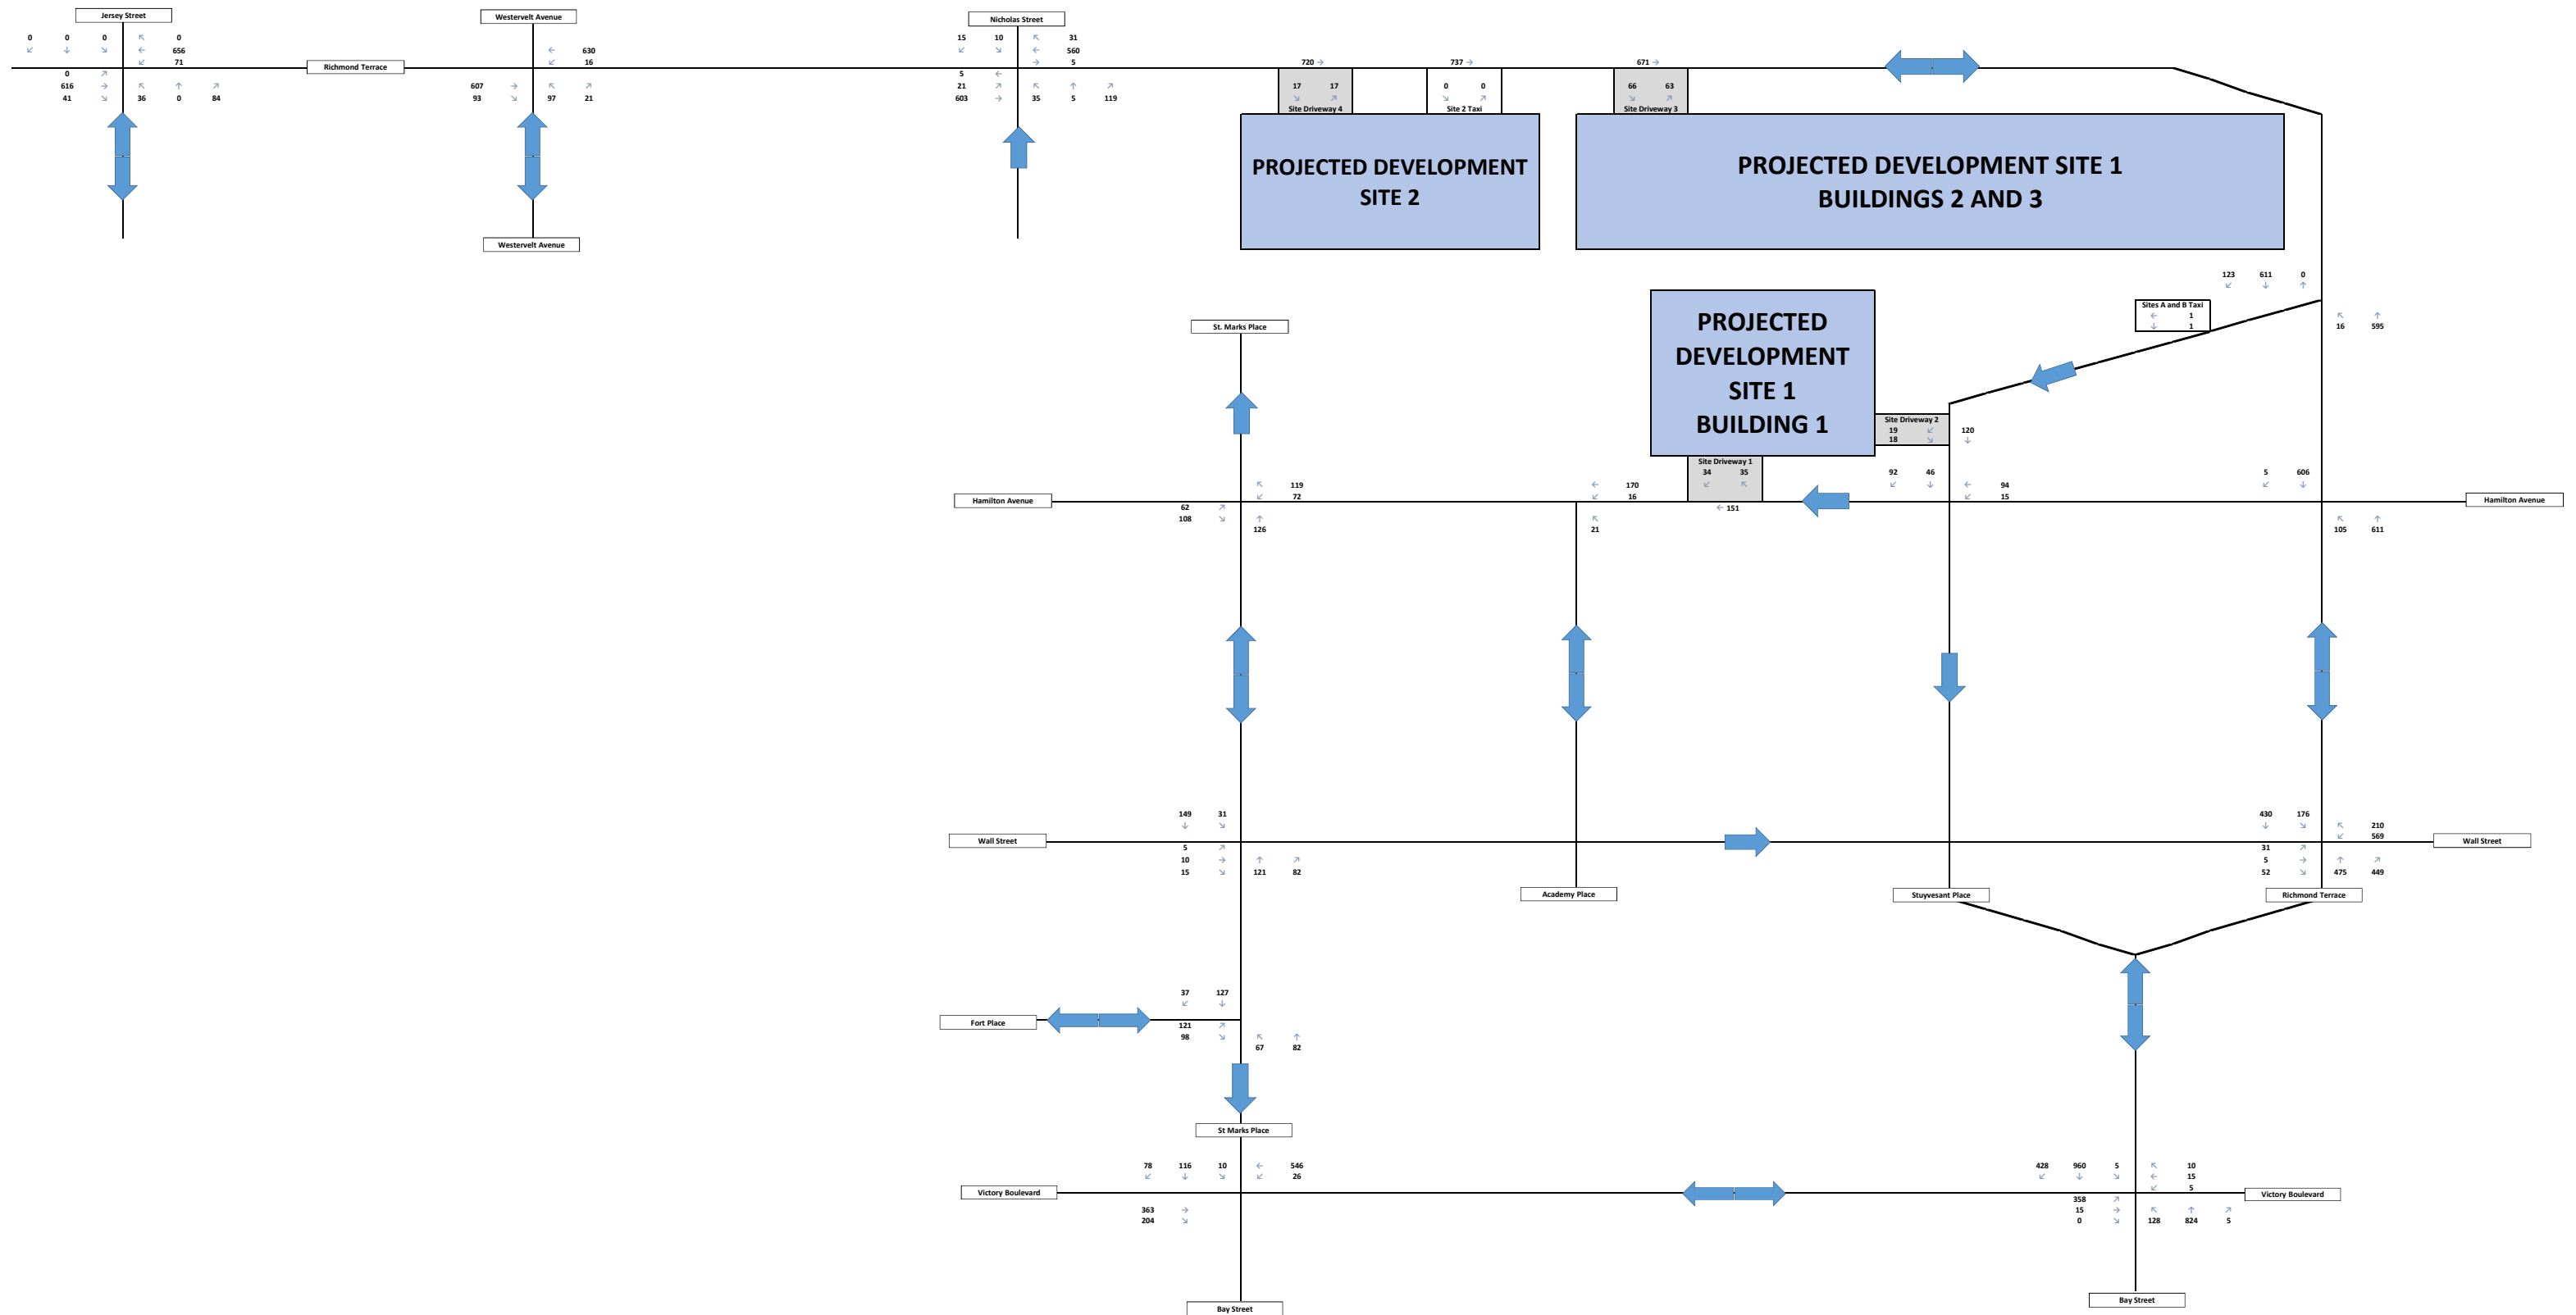 Jersey Street
Westervelt Avenue
Nicholas Street
0 0 0 ↖ 0
↙ ↓ ↘ ← 656
↙ 71
0 ↗
616 → ↖ ↑ ↗
41 ↘ 36 0 84
Richmond Terrace
← 630
↙ 16
607 → ↖ ↗
93 ↘ 97 21
15 10 ↖ 31
↙ ↘ ← 560
→ 5
5 ←
21 ↗ ↖ ↑ ↗
603 → 35 5 119
720 →
17 17
↘ ↗
Site Driveway 4
737 →
0 0
↘ ↗
Site 2 Taxi
671 →
66 63
↘ ↗
Site Driveway 3
PROJECTED DEVELOPMENT
SITE 2
PROJECTED DEVELOPMENT SITE 1
BUILDINGS 2 AND 3
Westervelt Avenue
123 611 0
↙ ↓ ↑
Sites A and B Taxi
← 1
↓ 1
↖ ↑
16 595
St. Marks Place
PROJECTED
DEVELOPMENT
SITE 1
BUILDING 1
Site Driveway 2
19 ↙ 120
18 ↘ ↓
Site Driveway 1
34 35
↙ ↖
← 151
Hamilton Avenue
↖ 119
↙ 72
62 ↗
108 ↘ ↑
126
← 170
↙ 16
↖
21
92 46
↙ ↓ ← 94
↙ 15
5 606
↙ ↓
↖ ↑
105 611
Hamilton Avenue
Wall Street
149 31
↓ ↘
5 ↗
10 → ↑ ↗
15 ↘ 121 82
430 176
↓ ↘ ↖ 210
↙ 569
31 ↗
5 → ↑ ↗
52 ↘ 475 449
Wall Street
Academy Place
Stuyvesant Place
Richmond Terrace
Fort Place
37 127
↙ ↓
121 ↗
98 ↘ ↖ ↑
67 82
St Marks Place
78 116 10 ← 546
↙ ↓ ↘ ↙ 26
Victory Boulevard
363 →
204 ↘
428 960 5 ↖ 10
↙ ↓ ↘ ← 15
↙ 5
358 ↗
15 → ↖ ↑ ↗
0 ↘ 128 824 5
Victory Boulevard
Bay Street
Bay Street